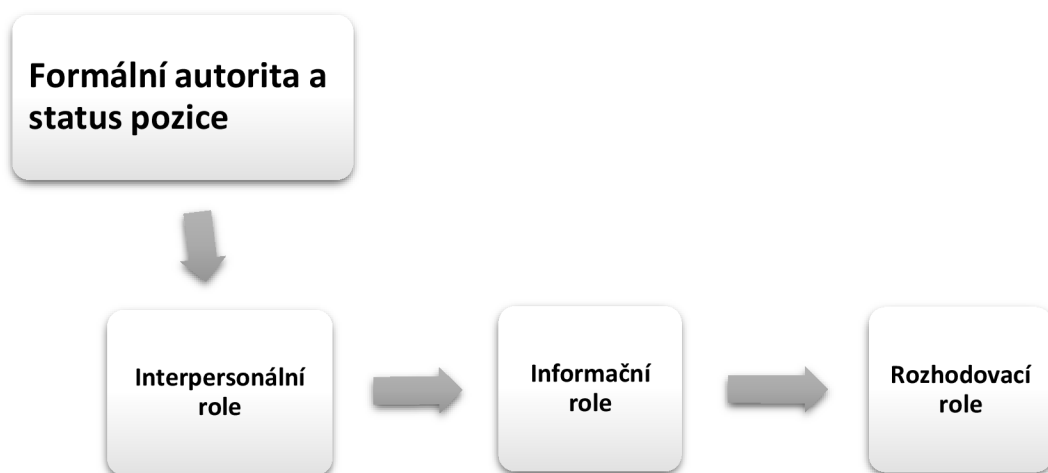 Formální autorita a
status pozice
Interpersonální
role
Informační
role
Rozhodovací
role